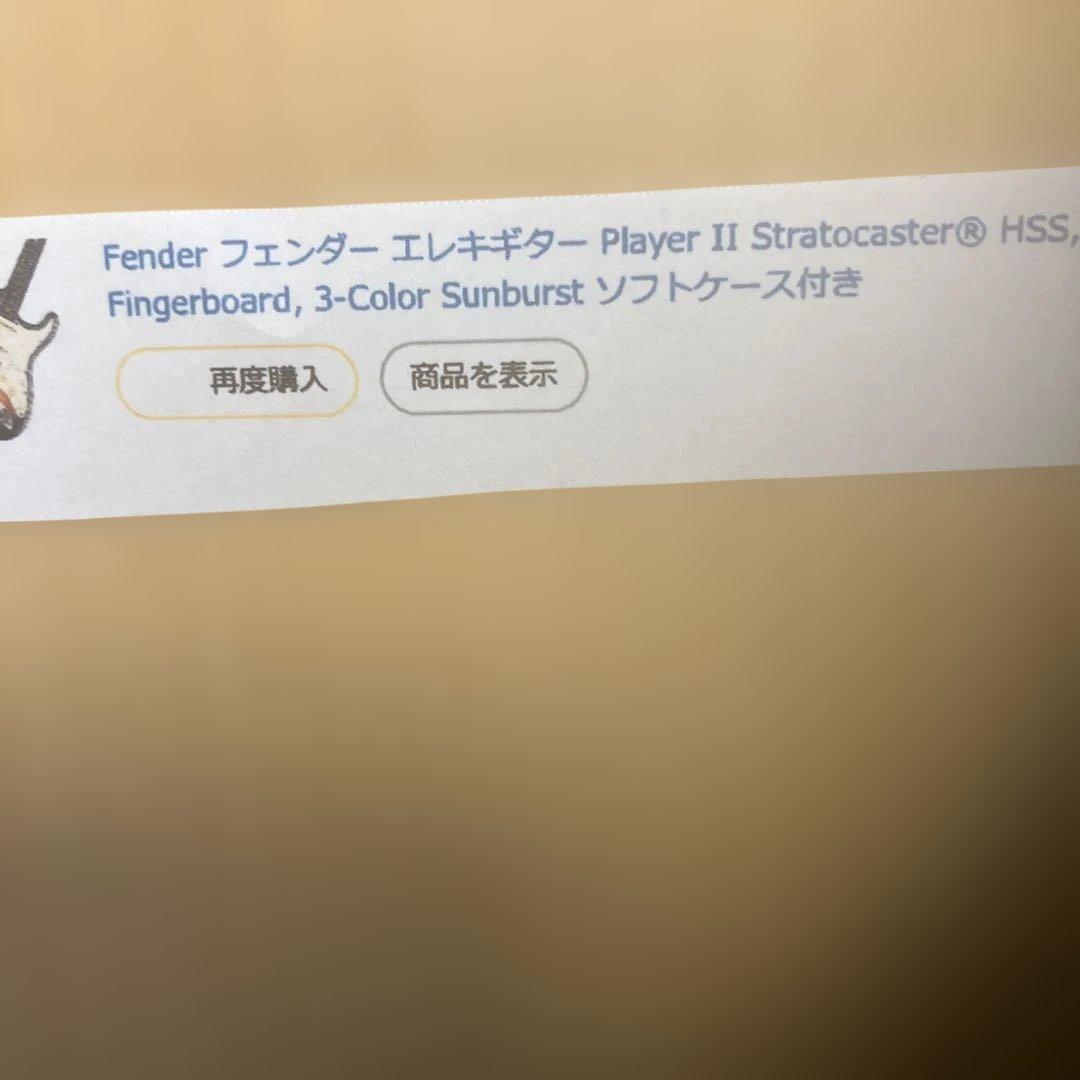 Fender フェンダー エレキギター Player II Stratocaster® HSS,
Fingerboard, 3-Color Sunburst ソフトケース付き
再度購入
商品を表示